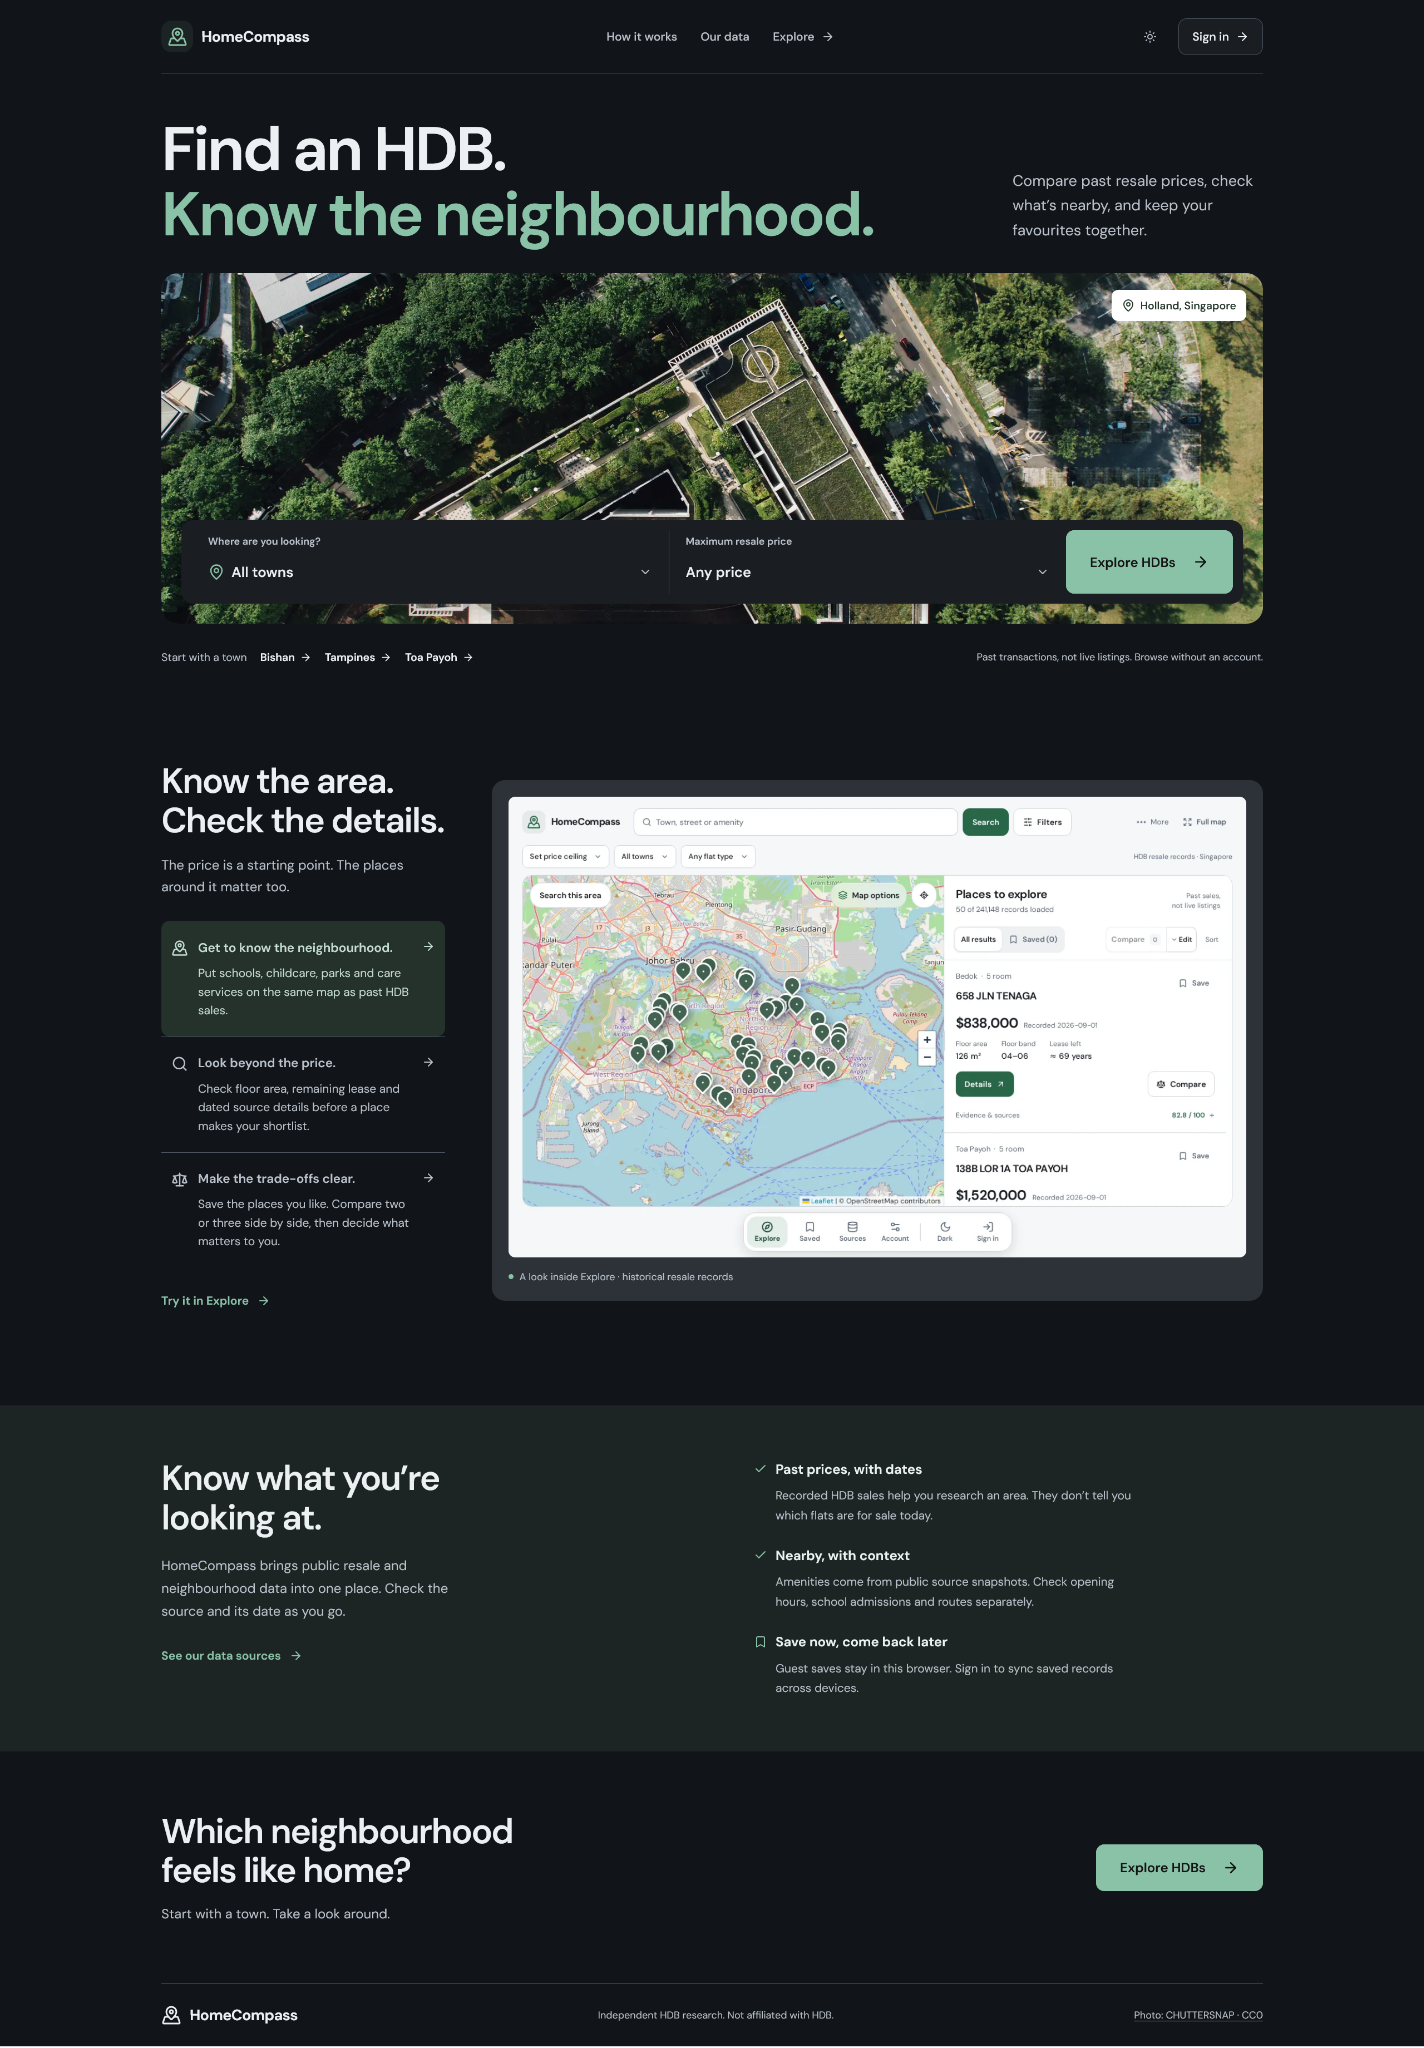 HomeCompass
How it works
Our data
Explore
Sign in
Find an HDB.
Know the neighbourhood.
Compare past resale prices, check
what's nearby, and keep your
favourites together.
Holland, Singapore
Where are you looking?
All towns
Maximum resale price
Any price
Explore HDBs
Start with a town
Bishan
Tampines
Toa Payoh
Past transactions, not live listings. Browse without an account.
Know the area.
Check the details.
The price is a starting point. The places
around it matter too.
Get to know the neighbourhood.
Put schools, childcare, parks and care
services on the same map as past HDB
sales.
Look beyond the price.
Check floor area, remaining lease and
dated source details before a place
makes your shortlist.
Make the trade-offs clear.
Save the places you like. Compare two
or three side by side, then decide what
matters to you.
Try it in Explore
HomeCompass
Town, street or amenity
Search
Filters
More
Full map
Set price ceiling
All towns
Any flat type
HDB resale records · Singapore
Search this area
Map options
Tebrau
Plentong
Pasir Gudang
Pulai
Johor Bahru
Jurong
Island
Singapore
ECP
Leaflet | © OpenStreetMap contributors
+
−
Places to explore
50 of 241,148 records loaded
Past sales,
not live listings
All results
Saved (0)
Compare 0
Edit
Sort
Bedok · 5 room
Save
658 JLN TENAGA
$838,000 Recorded 2026-09-01
Floor area
Floor band
Lease left
126 m²
04–06
≈ 69 years
Details
Compare
Evidence & sources
82.8 / 100 +
Toa Payoh · 5 room
Save
138B LOR 1A TOA PAYOH
$1,520,000 Recorded 2026-09-01
Explore
Saved
Sources
Account
Dark
Sign In
A look inside Explore · historical resale records
Know what you're
looking at.
HomeCompass brings public resale and
neighbourhood data into one place. Check the
source and its date as you go.
See our data sources
Past prices, with dates
Recorded HDB sales help you research an area. They don't tell you
which flats are for sale today.
Nearby, with context
Amenities come from public source snapshots. Check opening
hours, school admissions and routes separately.
Save now, come back later
Guest saves stay in this browser. Sign in to sync saved records
across devices.
Which neighbourhood
feels like home?
Start with a town. Take a look around.
Explore HDBs
HomeCompass
Independent HDB research. Not affiliated with HDB.
Photo: CHUTTERSNAP · CC0